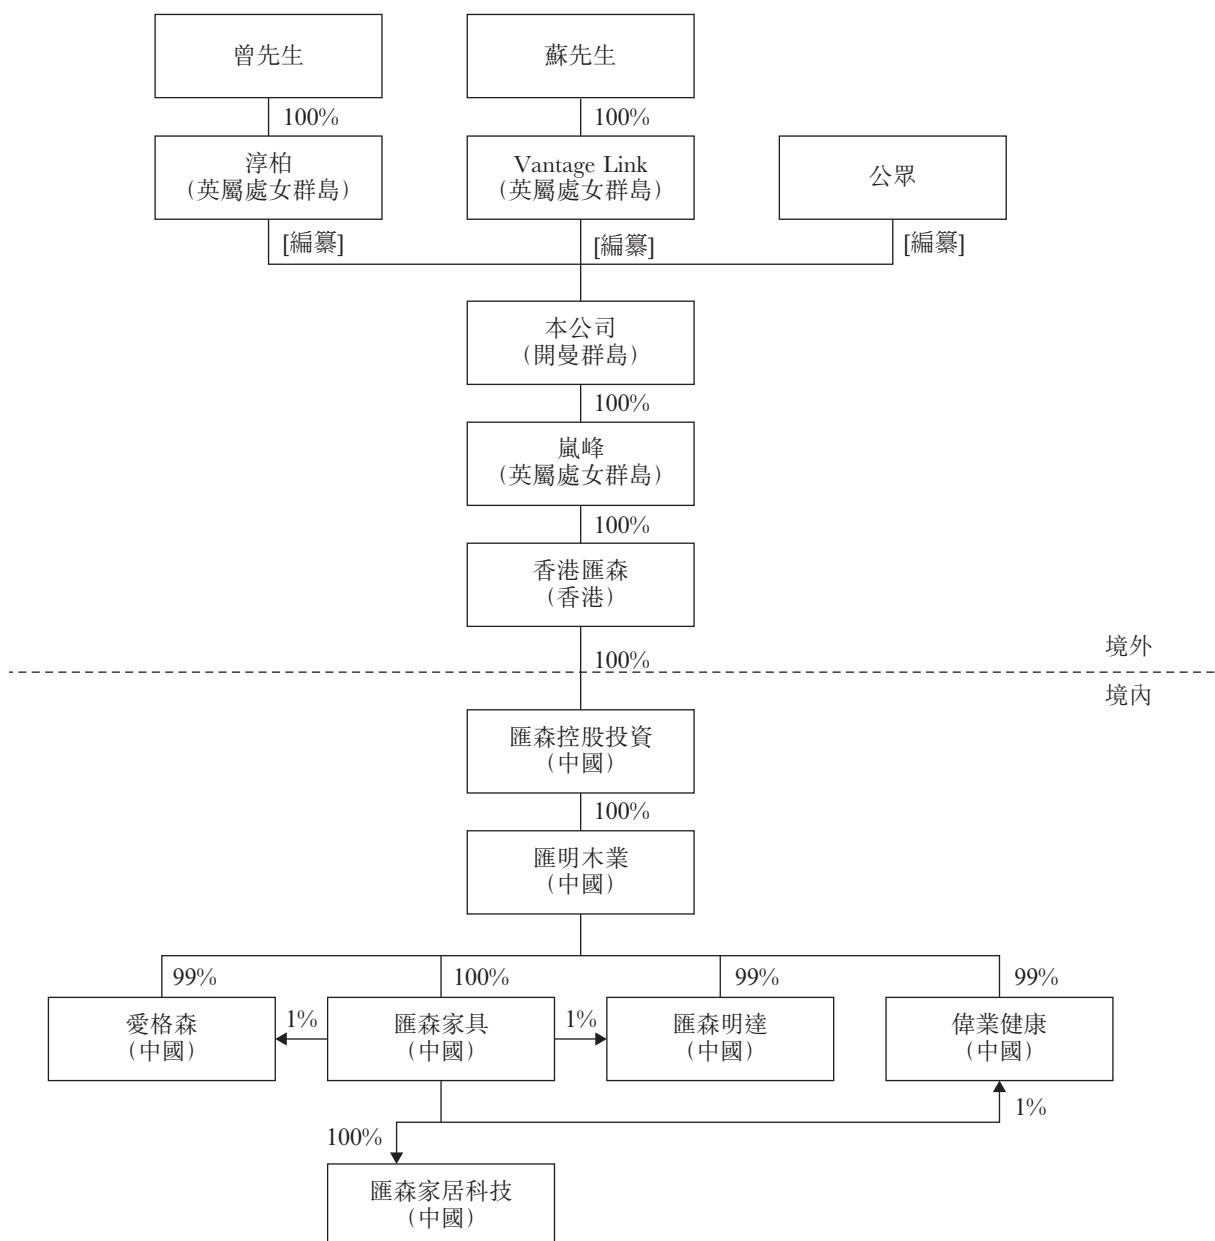 曾先生
蘇先生
100%
100%
淳柏
(英屬處女群島)
Vantage Link
(英屬處女群島)
公眾
[編纂]
[編纂]
[編纂]
本公司
(開曼群島)
100%
嵐峰
(英屬處女群島)
100%
香港匯森
(香港)
100%
境外
境內
匯森控股投資
(中國)
100%
匯明木業
(中國)
99%
100%
99%
99%
愛格森
(中國)
1%
匯森家具
(中國)
1%
匯森明達
(中國)
偉業健康
(中國)
1%
100%
匯森家居科技
(中國)